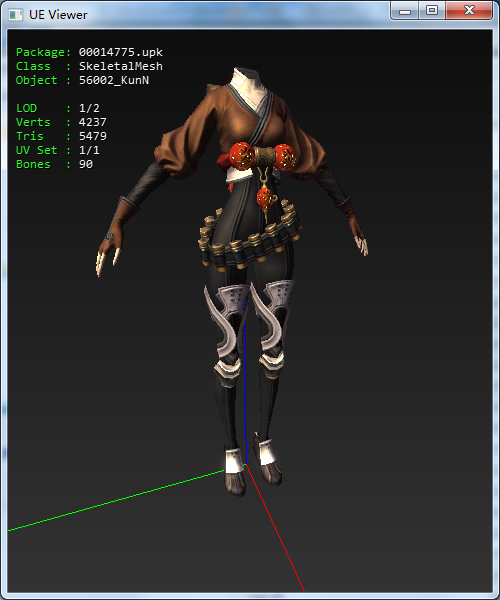 UE Viewer
Package: 00014775.upk
Class : SkeletalMesh
Object : 56002_KunN
LOD : 1/2
Verts : 4237
Tris : 5479
UV Set : 1/1
Bones : 90